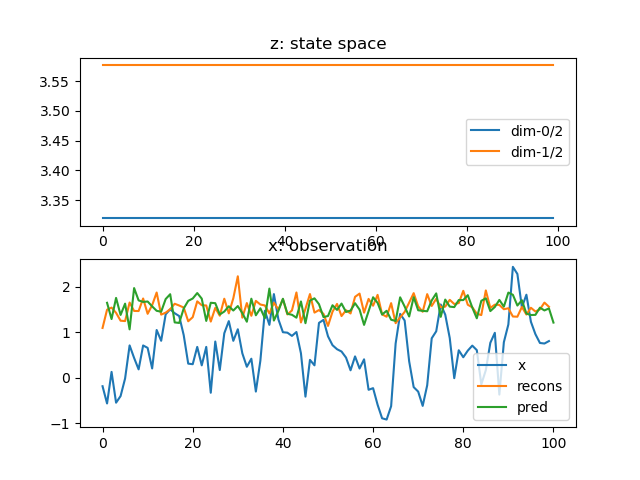 z: state space
3.55
3.50
3.45
3.40
3.35
dim-0/2
dim-1/2
0 20 40 60 80 100
x: observation
2
1
0
−1
x
recons
pred
0 20 40 60 80 100